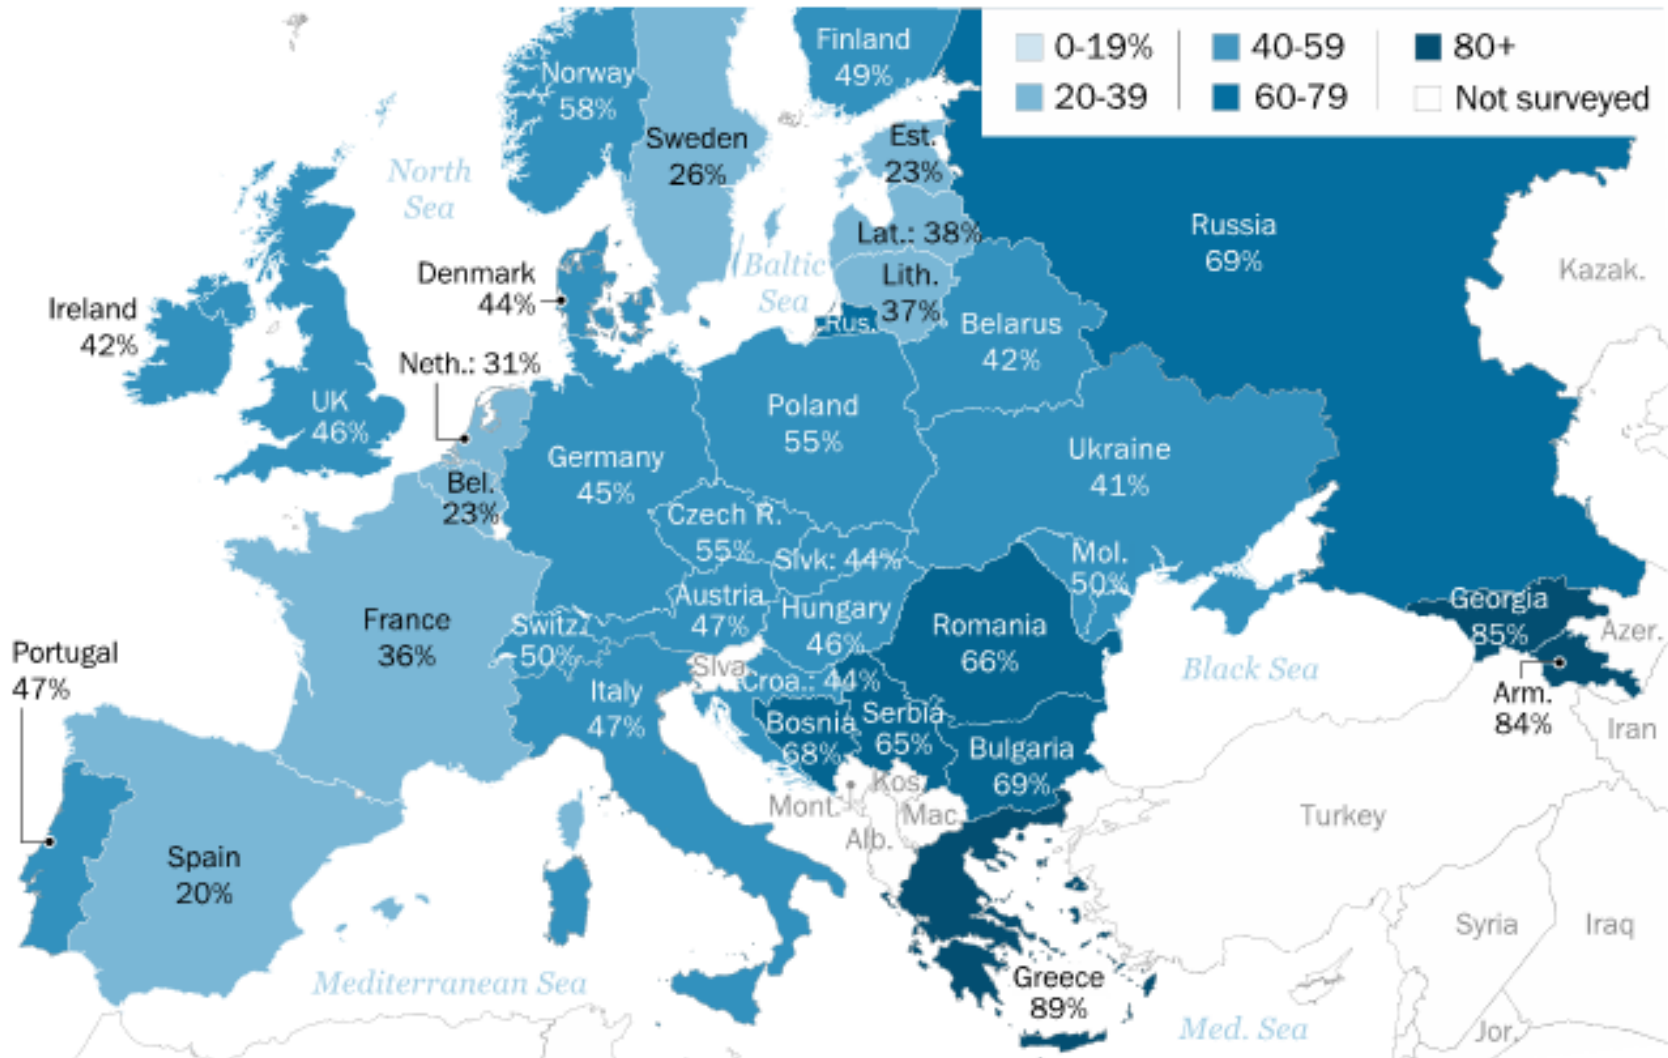 0-19%
20-39
40-59
60-79
80+
Not surveyed
Finland
49%
Norway
58%
Sweden
26%
Est.
23%
North
Sea
Russia
69%
Lat.: 38%
Baltic
Sea
Denmark
44%
Lith.
37%
Kazak.
Ireland
42%
Rus.
Belarus
42%
Neth.: 31%
UK
46%
Poland
55%
Ukraine
41%
Germany
45%
Bel.
23%
Czech R.
55%
Slvk: 44%
Mol.
50%
Austria
47%
Hungary
46%
Georgia
85%
France
36%
Switz.
50%
Romania
66%
Azer.
Portugal
47%
Slva.
Croa.: 44%
Black Sea
Italy
47%
Arm.
84%
Bosnia
68%
Serbia
65%
Bulgaria
69%
Iran
Kos.
Mont.
Mac.
Alb.
Turkey
Spain
20%
Syria
Iraq
Mediterranean Sea
Greece
89%
Med. Sea
Jor.